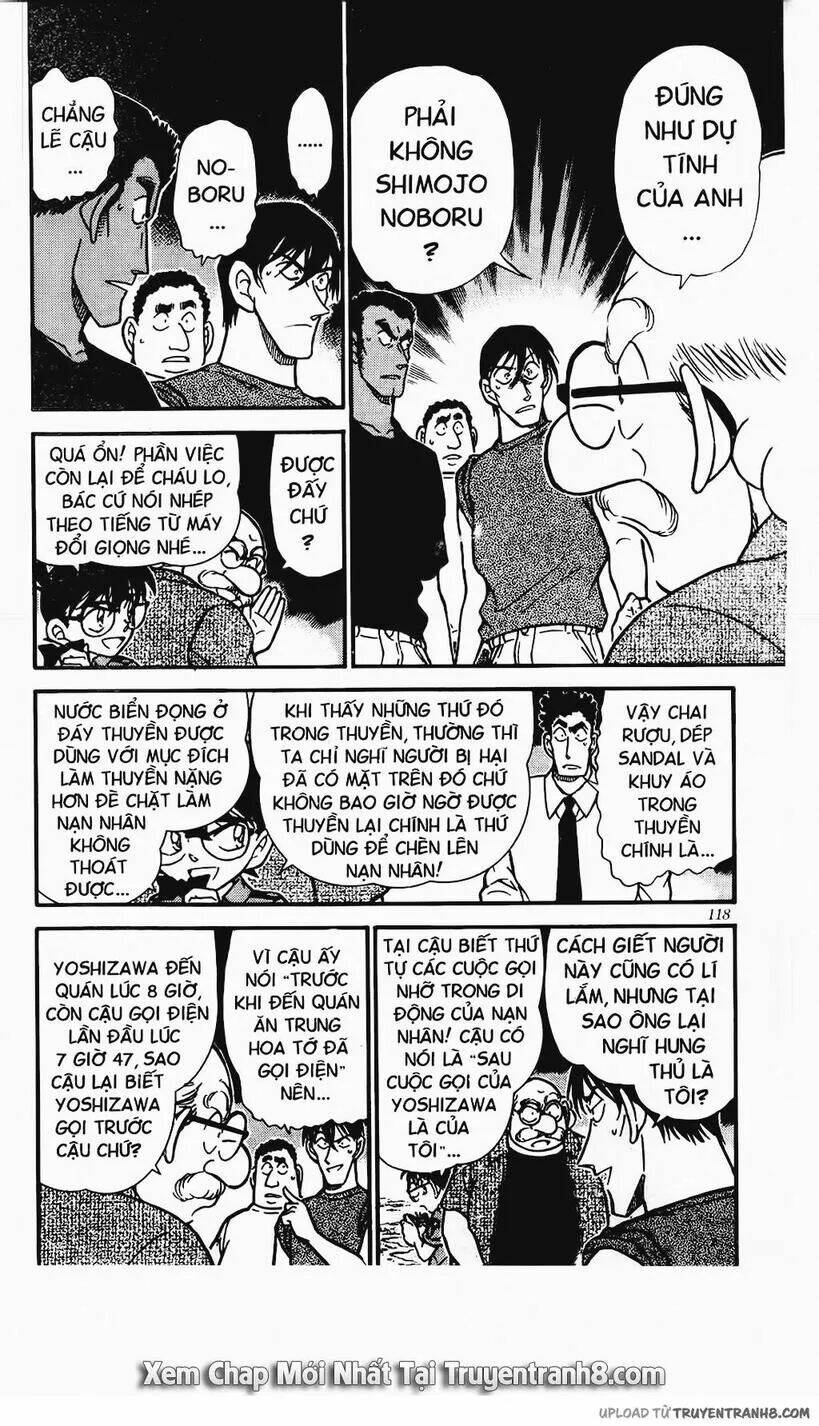 ĐÚNG
NHƯ DỰ
TÍNH
CỦA ANH
...
PHẢI
KHÔNG
SHIMOJO
NOBORU
?
......
NO-
BORU
...
CHẲNG
LẼ CẬU
...
ĐƯỢC
ĐẤY CHỨ
?
QUÁ ỔN! PHẦN VIỆC
CÒN LẠI ĐỂ CHÁU LO,
BÁC CỨ NÓI NHÉP
THEO TIẾNG TỪ MÁY
ĐỔI GIỌNG NHÉ...
VẬY CHAI
RƯỢU, DÉP
SANDAL VÀ
KHUY ÁO
TRONG
THUYỀN
CHÍNH LÀ...
KHI THẤY NHỮNG THỨ ĐÓ
TRONG THUYỀN, THƯỜNG THÌ
TA CHỈ NGHĨ NGƯỜI BỊ HẠI
ĐÃ CÓ MẶT TRÊN ĐÓ CHỨ
KHÔNG BAO GIỜ NGỜ ĐƯỢC
THUYỀN LẠI CHÍNH LÀ THỨ
DÙNG ĐỂ CHÈN LÊN
NẠN NHÂN!
NƯỚC BIỂN ĐỌNG Ở
ĐÁY THUYỀN ĐƯỢC
DÙNG VỚI MỤC ĐÍCH
LÀM THUYỀN NẶNG
HƠN ĐÈ CHẶT LÀM
NẠN NHÂN
KHÔNG
THOÁT
ĐƯỢC...
118
CÁCH GIẾT NGƯỜI
NÀY CŨNG CÓ LÍ
LẮM, NHƯNG TẠI
SAO ÔNG LẠI
NGHĨ HUNG
THỦ LÀ
TÔI?
TẠI CẬU BIẾT THỨ
TỰ CÁC CUỘC GỌI
NHỠ TRONG DI
ĐỘNG CỦA NẠN
NHÂN! CẬU CÓ
NÓI LÀ "SAU
CUỘC GỌI CỦA
YOSHIZAWA
LÀ CỦA
TÔI"...
VÌ CẬU ẤY
NÓI "TRƯỚC
KHI ĐẾN QUÁN
ĂN TRUNG
HOA TỚ ĐÃ
GỌI ĐIỆN"
NÊN...
YOSHIZAWA ĐẾN
QUÁN LÚC 8 GIỜ,
CÒN CẬU GỌI ĐIỆN
LẦN ĐẦU LÚC
7 GIỜ 47, SAO
CẬU LẠI BIẾT
YOSHIZAWA
GỌI TRƯỚC
CẬU CHỨ?
Xem Chap Mới Nhất Tại Truyentranh8.com
UPLOAD TỪ TRUYENTRANH8.COM